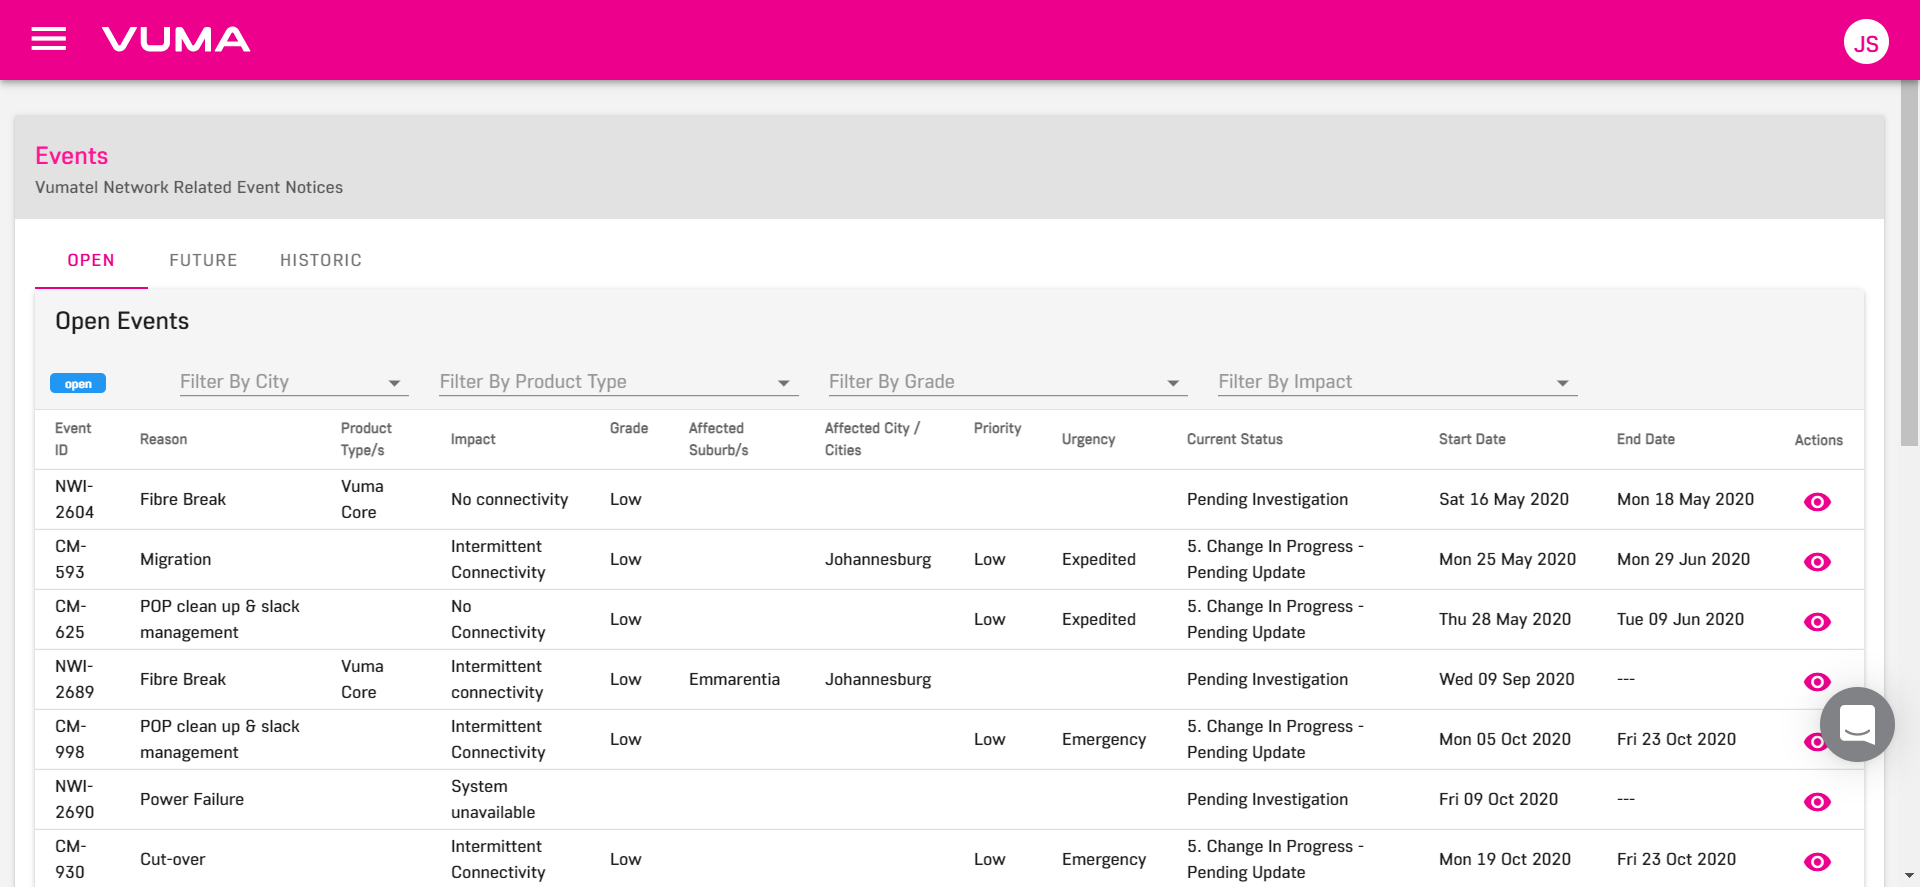 VUMA
JS
Events
Vumatel Network Related Event Notices
OPEN FUTURE HISTORIC
Open Events
open Filter By City Filter By Product Type Filter By Grade Filter By Impact
Event ID Reason Product Type/s Impact Grade Affected Suburb/s Affected City / Cities Priority Urgency Current Status Start Date End Date Actions
NWI-2604 Fibre Break Vuma Core No connectivity Low Pending Investigation Sat 16 May 2020 Mon 18 May 2020
CM-593 Migration Intermittent Connectivity Low Johannesburg Low Expedited 5. Change In Progress - Pending Update Mon 25 May 2020 Mon 29 Jun 2020
CM-625 POP clean up & slack management No Connectivity Low Low Expedited 5. Change In Progress - Pending Update Thu 28 May 2020 Tue 09 Jun 2020
NWI-2689 Fibre Break Vuma Core Intermittent connectivity Low Emmarentia Johannesburg Pending Investigation Wed 09 Sep 2020 ---
CM-998 POP clean up & slack management Intermittent Connectivity Low Low Emergency 5. Change In Progress - Pending Update Mon 05 Oct 2020 Fri 23 Oct 2020
NWI-2690 Power Failure System unavailable Pending Investigation Fri 09 Oct 2020 ---
CM-930 Cut-over Intermittent Connectivity Low Low Emergency 5. Change In Progress - Pending Update Mon 19 Oct 2020 Fri 23 Oct 2020